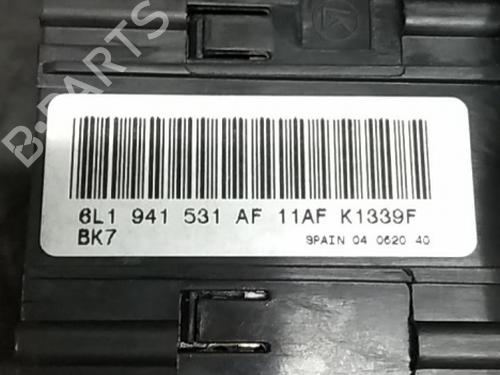 B-PARTS
6L1 941 531 AF 11AF K1339F
BK7
SPAIN 04 0620 40